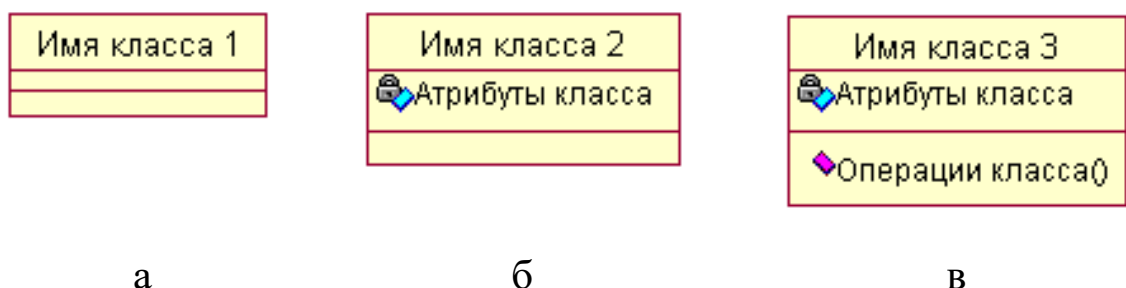 Имя класса 1
Имя класса 2
Атрибуты класса
Имя класса 3
Атрибуты класса
Операции класса()
а
б
в